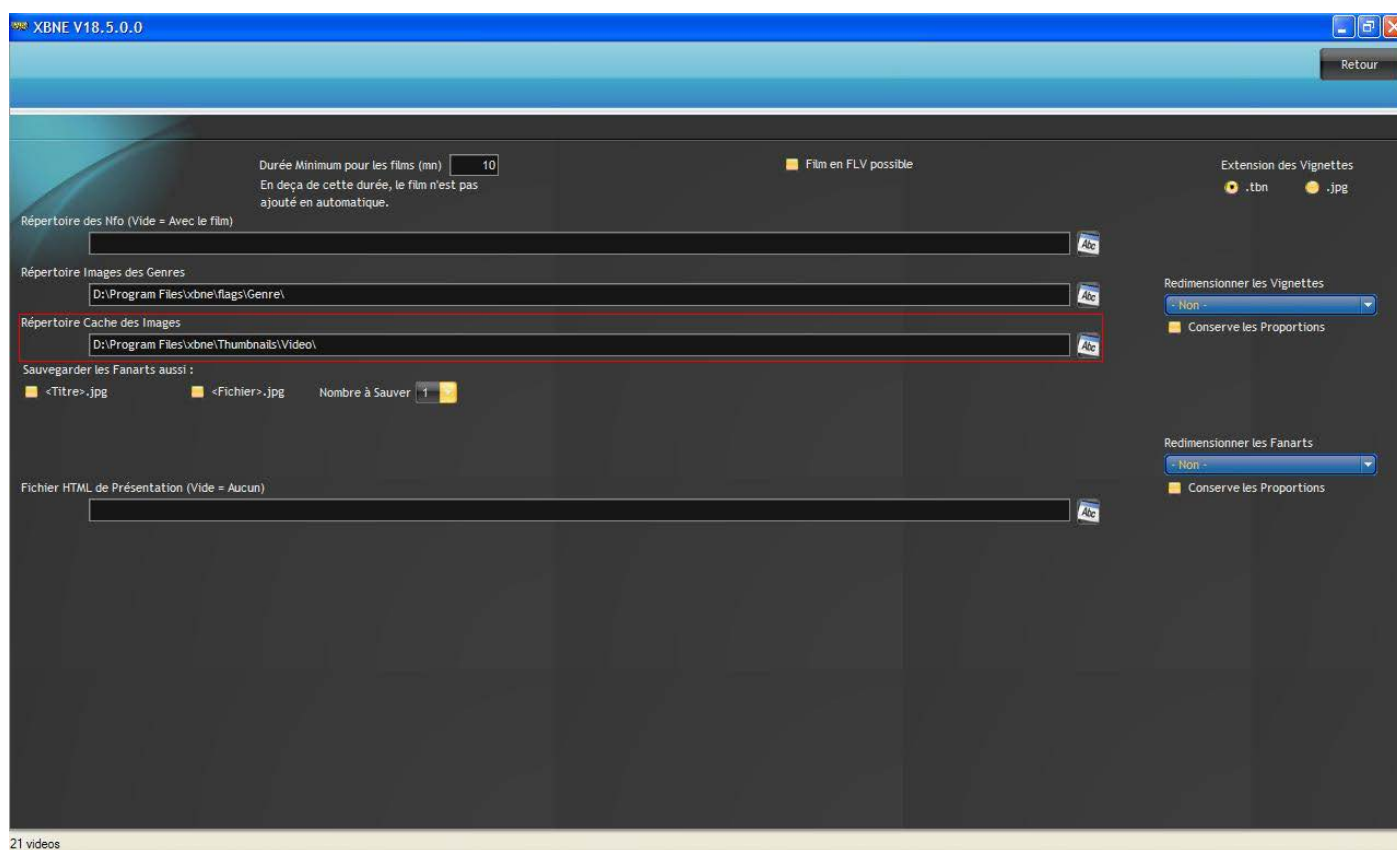 XBNE V18.5.0.0
Retour
Durée Minimum pour les films (mn) 10
En deça de cette durée, le film n'est pas
ajouté en automatique.
Film en FLV possible
Extension des Vignettes
.tbn .jpg
Répertoire des Nfo (Vide = Avec le film)
Abc
Répertoire Images des Genres
D:\Program Files\xbne\flags\Genre\
Abc
Redimensionner les Vignettes
- Non -
Conserve les Proportions
Répertoire Cache des Images
D:\Program Files\xbne\Thumbnails\Video\
Abc
Sauvegarder les Fanarts aussi :
<Titre>.jpg <Fichier>.jpg Nombre à Sauver 1
Redimensionner les Fanarts
- Non -
Conserve les Proportions
Fichier HTML de Présentation (Vide = Aucun)
Abc
21 videos